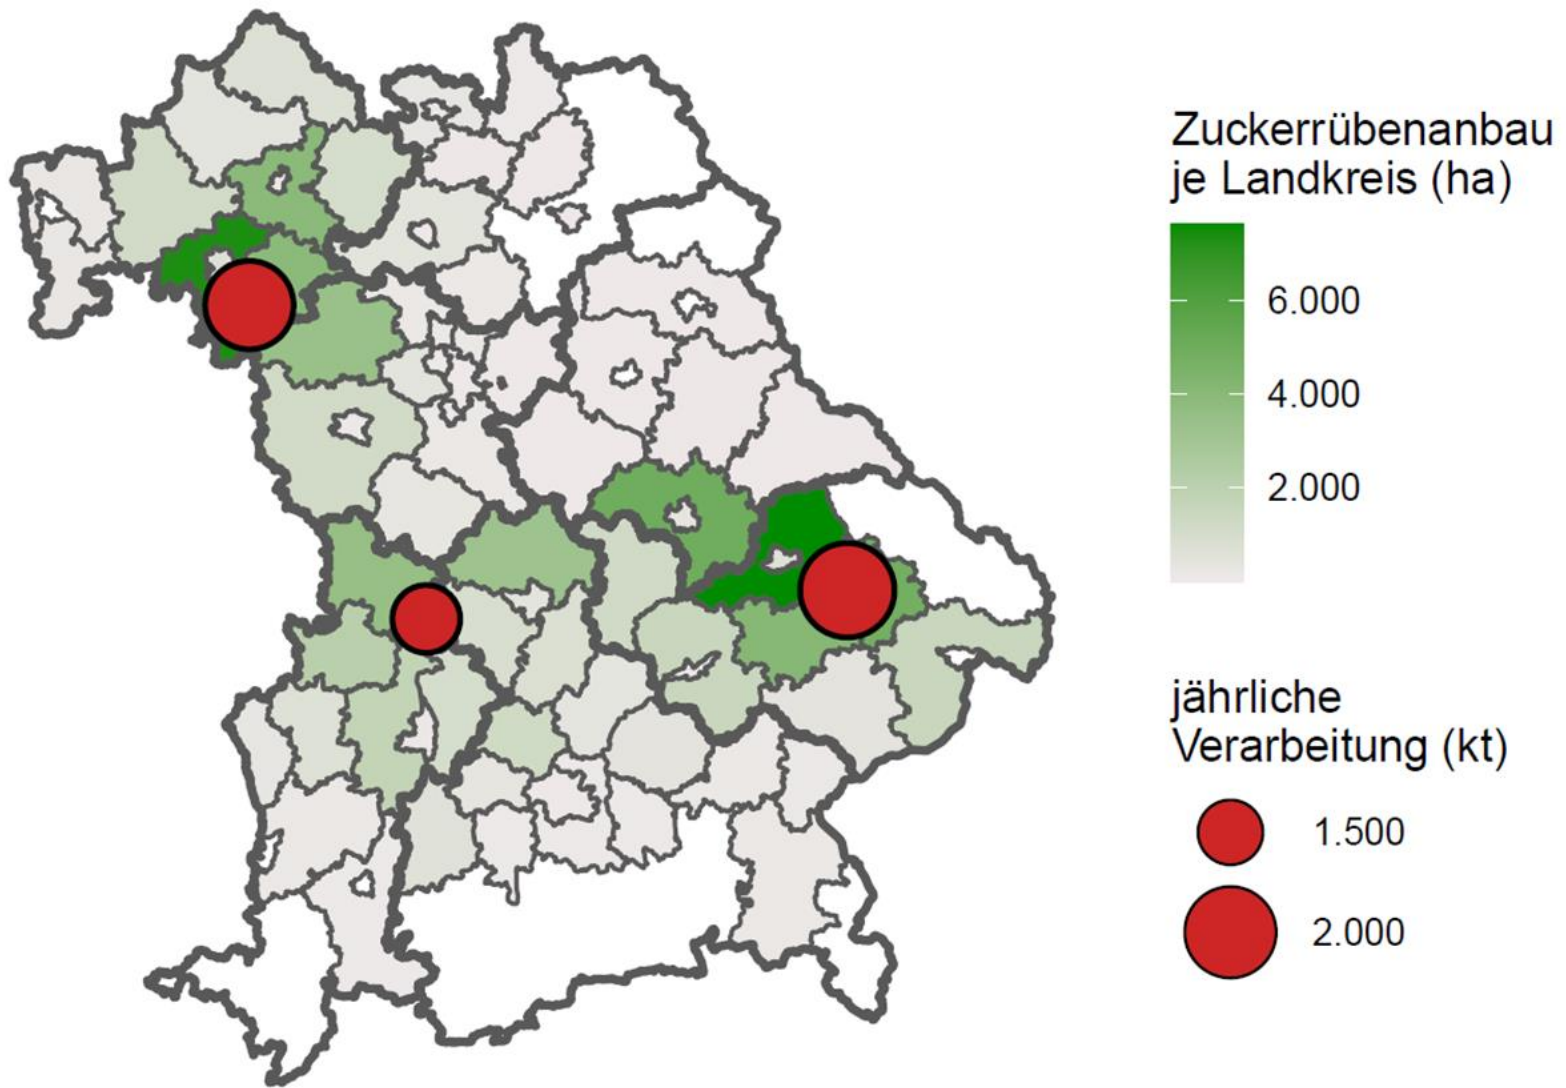 Zuckerrübenanbau
je Landkreis (ha)
6.000
4.000
2.000
jährliche
Verarbeitung (kt)
1.500
2.000